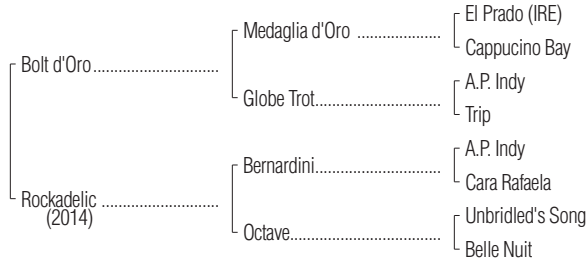 El Prado (IRE)
Medaglia d'Oro ...................
Cappucino Bay
Bolt d'Oro.............................
A.P. Indy
Globe Trot............................
Trip
A.P. Indy
Bernardini............................
Cara Rafaela
Rockadelic ...........................
(2014)
Unbridled's Song
Octave..................................
Belle Nuit